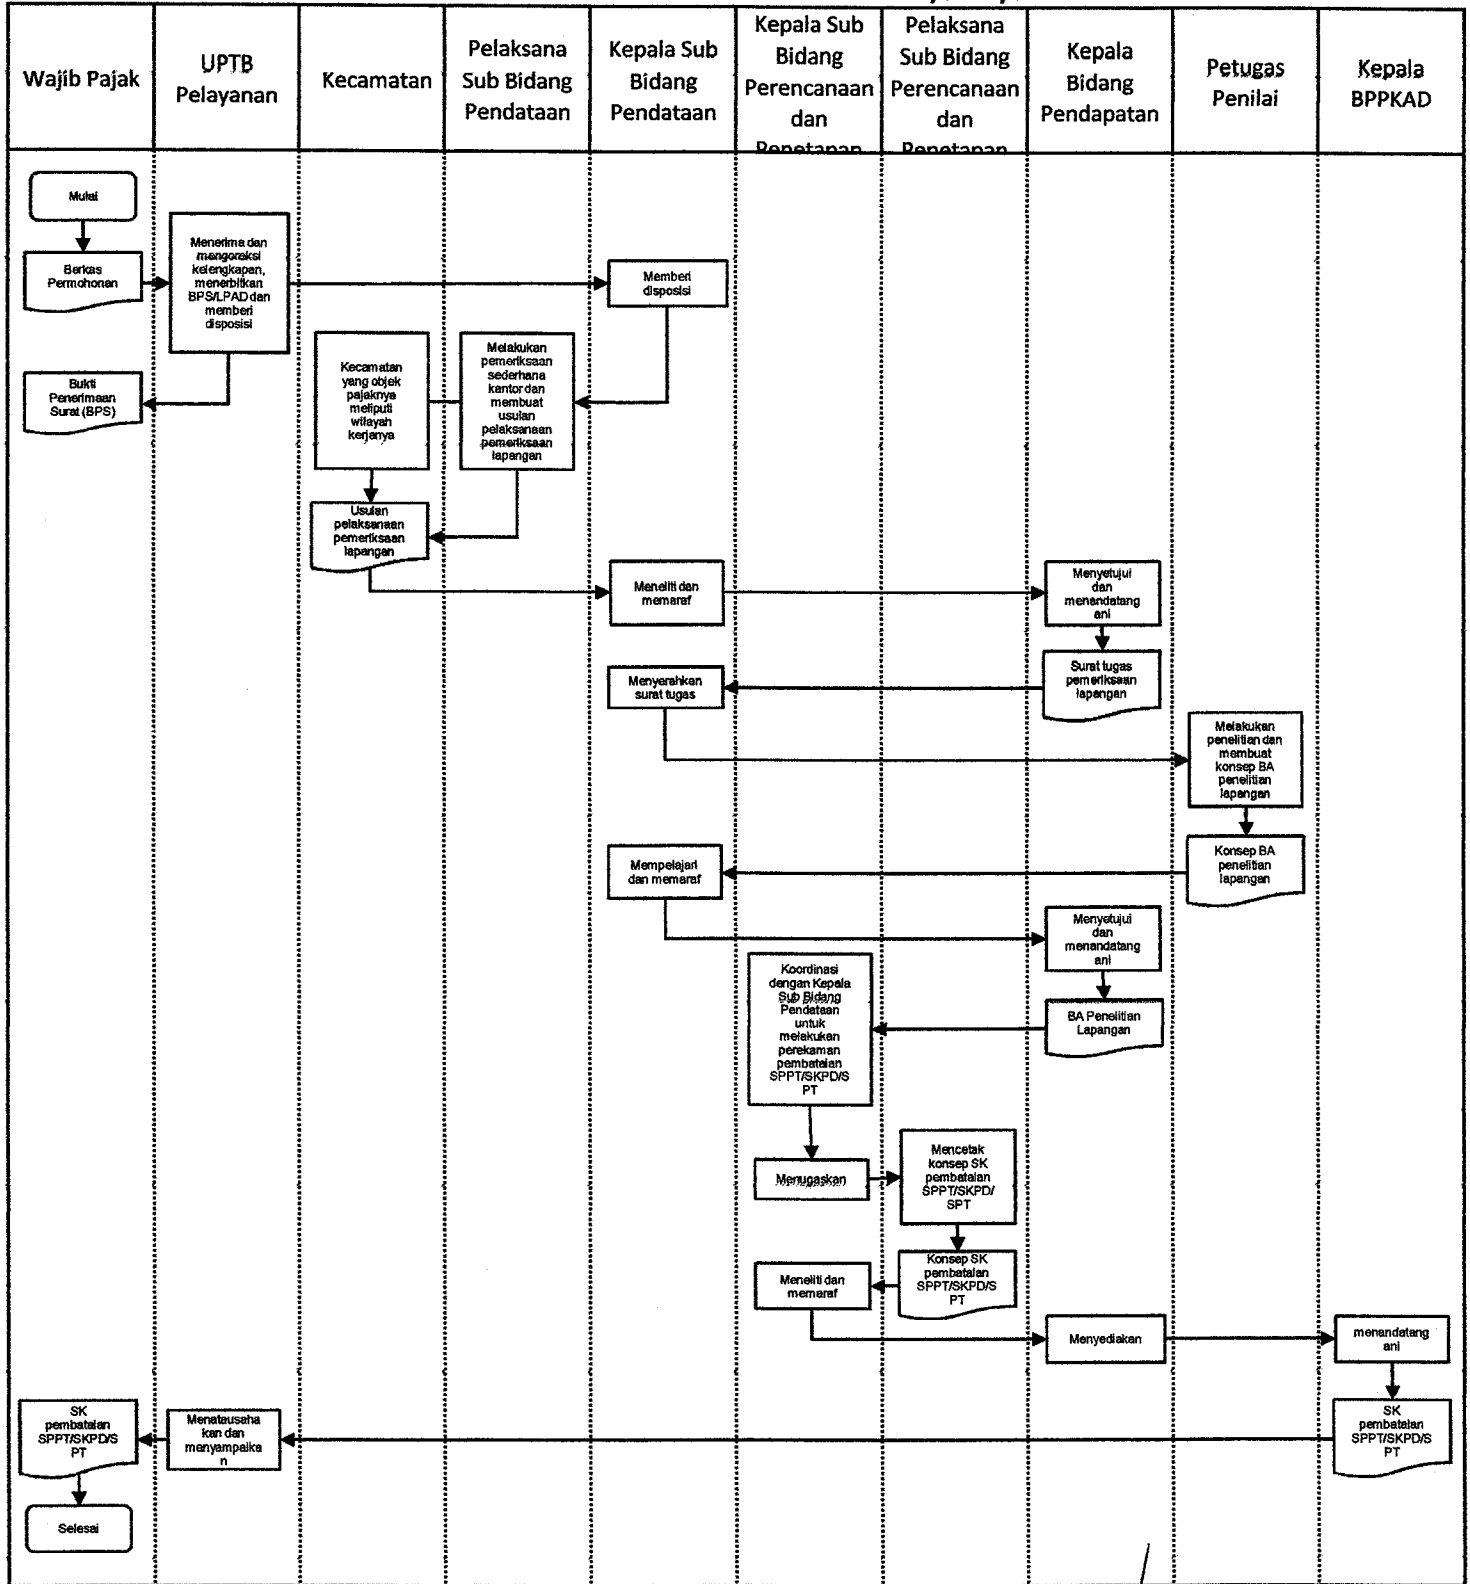 Wajib Pajak
UPTB
Pelayanan
Kecamatan
Pelaksana
Sub Bidang
Pendataan
Kepala Sub
Bidang
Pendataan
Kepala Sub
Bidang
Perencanaan
dan
Penetapan
Pelaksana
Sub Bidang
Perencanaan
dan
Penetapan
Kepala
Bidang
Pendapatan
Petugas
Penilai
Kepala
BPPKAD
Mulai
Berkas
Permohonan
Menerima dan
mengoreksi
kelengkapan,
menerbitkan
BPS/LPAD dan
memberi
disposisi
Memberi
disposisi
Bukti
Penerimaan
Surat (BPS)
Kecamatan
yang objek
pajaknya
meliputi
wilayah
kerjanya
Melakukan
pemeriksaan
sederhana
kantor dan
membuat
usulan
pelaksanaan
pemeriksaan
lapangan
Usulan
pelaksanaan
pemeriksaan
lapangan
Meneliti dan
memaraf
Menyetujui
dan
menandatang
ani
Surat tugas
pemeriksaan
lapangan
Menyerahkan
surat tugas
Melakukan
penelitian dan
membuat
konsep BA
penelitian
lapangan
Konsep BA
penelitian
lapangan
Mempelajari
dan memaraf
Menyetujui
dan
menandatang
ani
BA Penelitian
Lapangan
Koordinasi
dengan Kepala
Sub Bidang
Pendataan
untuk
melakukan
perekaman
pembatalan
SPPT/SKPD/S
PT
Menugaskan
Mencetak
konsep SK
pembatalan
SPPT/SKPD/
SPT
Konsep SK
pembatalan
SPPT/SKPD/S
PT
Meneliti dan
memaraf
Menyediakan
menandatang
ani
SK
pembatalan
SPPT/SKPD/S
PT
Menatausaha
kan dan
menyampaika
n
SK
pembatalan
SPPT/SKPD/S
PT
Selesai